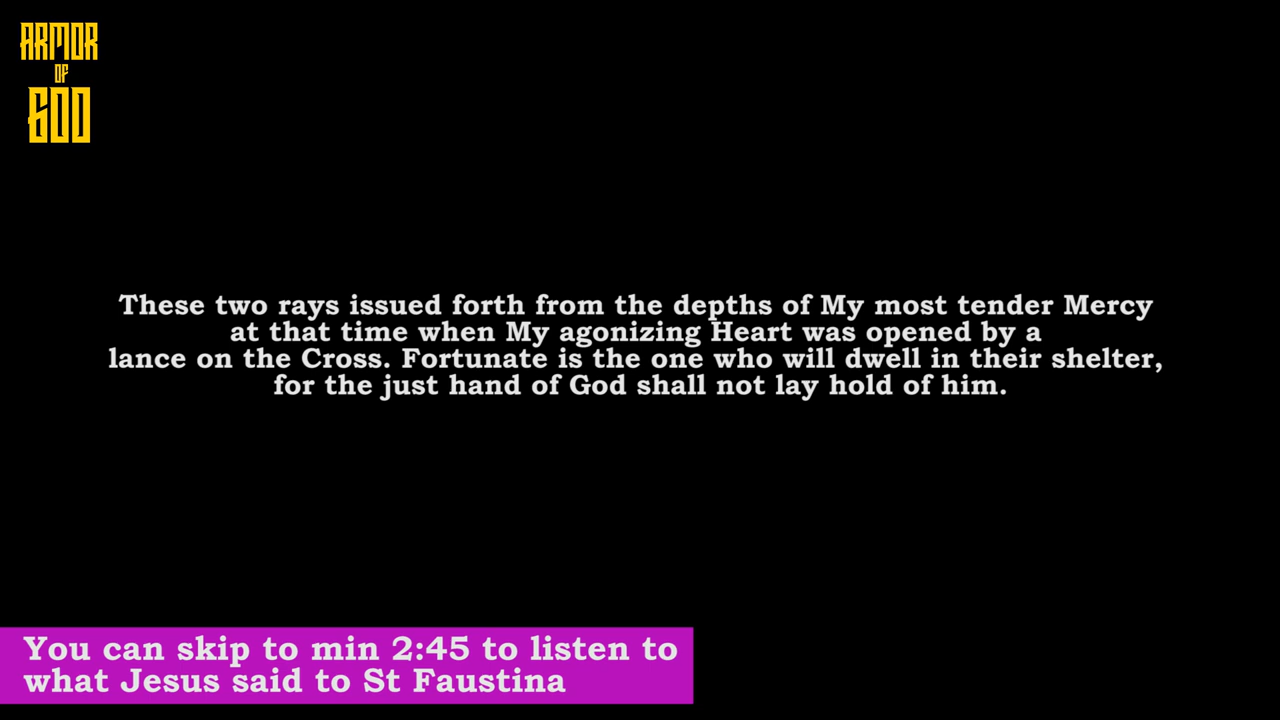 ARMOR
OF
GOD
These two rays issued forth from the depths of My most tender Mercy
at that time when My agonizing Heart was opened by a
lance on the Cross. Fortunate is the one who will dwell in their shelter,
for the just hand of God shall not lay hold of him.
You can skip to min 2:45 to listen to
what Jesus said to St Faustina